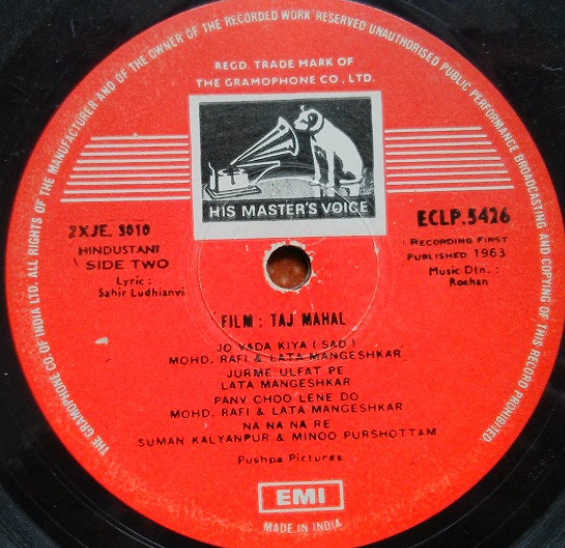 THE GRAMOPHONE CO. OF INDIA LTD. ALL RIGHTS OF THE MANUFACTURER AND OF THE OWNER OF THE RECORDED WORK RESERVED UNAUTHORISED PUBLIC PERFORMANCE BROADCASTING AND COPYING OF THIS RECORD PROHIBITED.
REGD. TRADE MARK OF
THE GRAMOPHONE CO., LTD.
HIS MASTER'S VOICE
2XJE. 3010
HINDUSTANI
SIDE TWO
Lyric :
Sahir Ludhianvi
ECLP.5426
(RECORDING FIRST
PUBLISHED 1963
Music Dtn. :
Roshan
FILM : TAJ MAHAL
JO VADA KIYA (SAD)
MOHD. RAFI & LATA MANGESHKAR
JURME ULFAT PE
LATA MANGESHKAR
PANV CHOO LENE DO
MOHD. RAFI & LATA MANGESHKAR
NA NA NA RE
SUMAN KALYANPUR & MINOO PURSHOTTAM
Pushpa Pictures
EMI
MADE IN INDIA